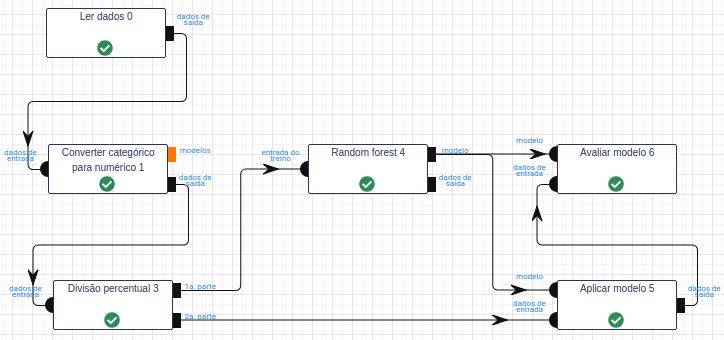 Ler dados 0
dados de
saída
dados de
entrada
Converter categórico
para numérico 1
modelos
dados de
saída
entrada do
treino
Random forest 4
modelo
dados de
saída
modelo
dados de
entrada
Avaliar modelo 6
dados de
entrada
Divisão percentual 3
1a. parte
2a. parte
modelo
dados de
entrada
Aplicar modelo 5
dados de
saída